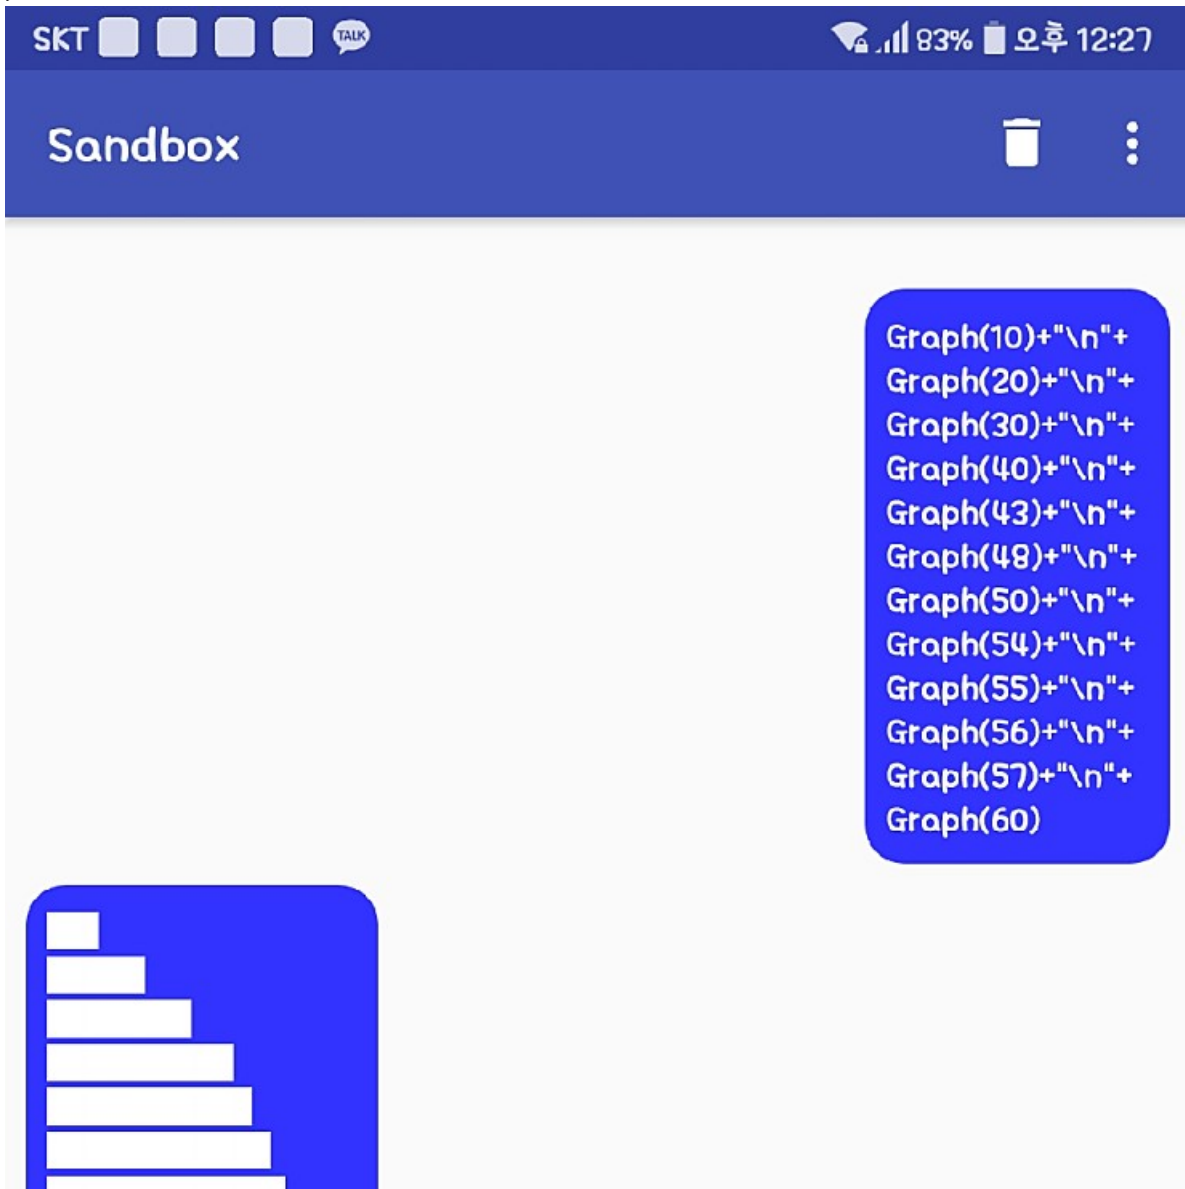 SKT TALK 83% 오후 12:27
Sandbox
Graph(10)+"\n"+
Graph(20)+"\n"+
Graph(30)+"\n"+
Graph(40)+"\n"+
Graph(43)+"\n"+
Graph(48)+"\n"+
Graph(50)+"\n"+
Graph(54)+"\n"+
Graph(55)+"\n"+
Graph(56)+"\n"+
Graph(57)+"\n"+
Graph(60)